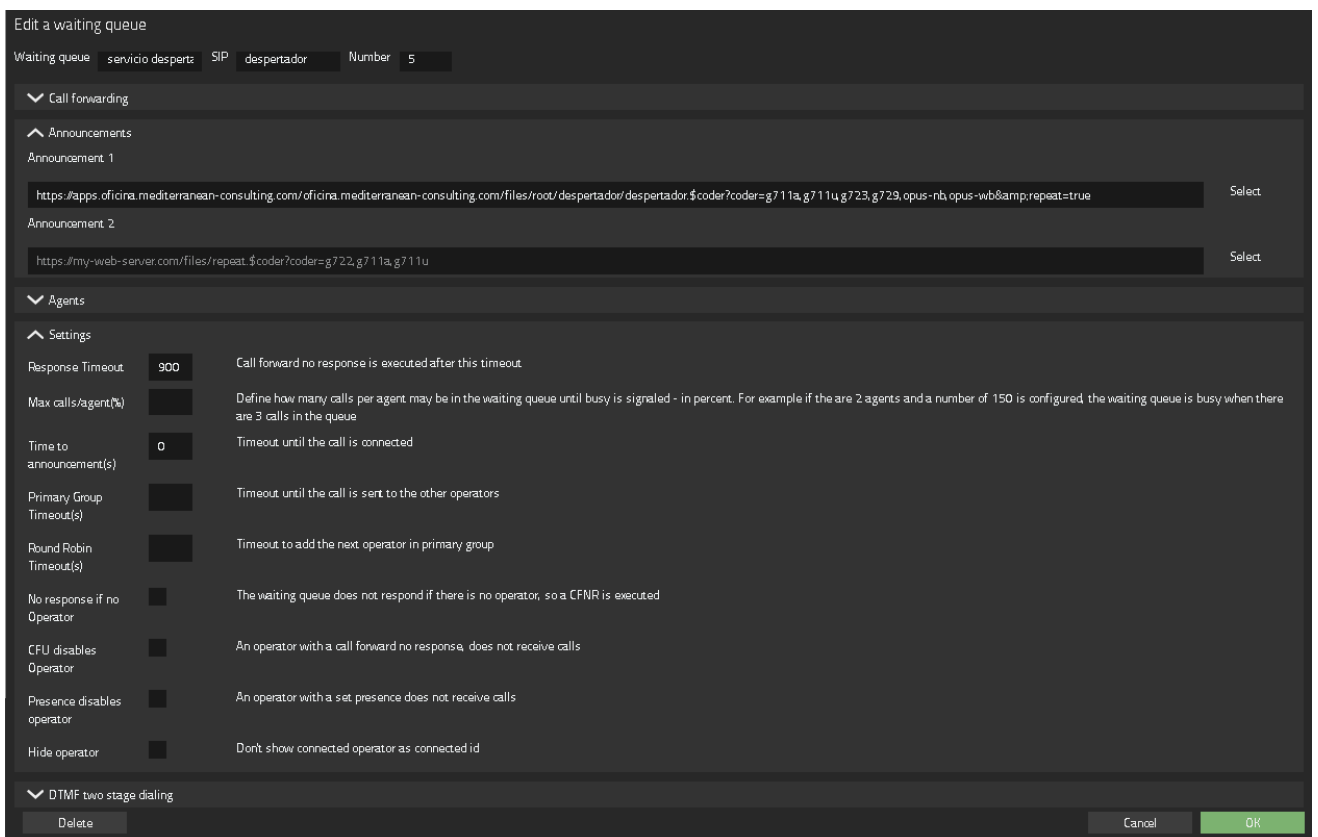 Edit a waiting queue
Waiting queue servicio desperta SIP despertador Number 5
Call forwarding
Announcements
Announcement 1
https://apps.oficina.mediterranean-consulting.com/oficina.mediterranean-consulting.com/files/root/despertador/despertador.$coder?coder=g711a,g711u,g723,g729,opus-nb,opus-wb&amp;repeat=true Select
Announcement 2
https://my-web-server.com/files/repeat.$coder?coder=g722,g711a,g711u Select
Agents
Settings
Response Timeout 900 Call forward no response is executed after this timeout
Max calls/agent(%) Define how many calls per agent may be in the waiting queue until busy is signaled - in percent. For example if the are 2 agents and a number of 150 is configured, the waiting queue is busy when there
are 3 calls in the queue
Time to 0 Timeout until the call is connected
announcement(s)
Primary Group Timeout until the call is sent to the other operators
Timeout(s)
Round Robin Timeout to add the next operator in primary group
Timeout(s)
No response if no The waiting queue does not respond if there is no operator, so a CFNR is executed
Operator
CFU disables An operator with a call forward no response, does not receive calls
Operator
Presence disables An operator with a set presence does not receive calls
operator
Hide operator Don't show connected operator as connected id
DTMF two stage dialing
Delete Cancel OK